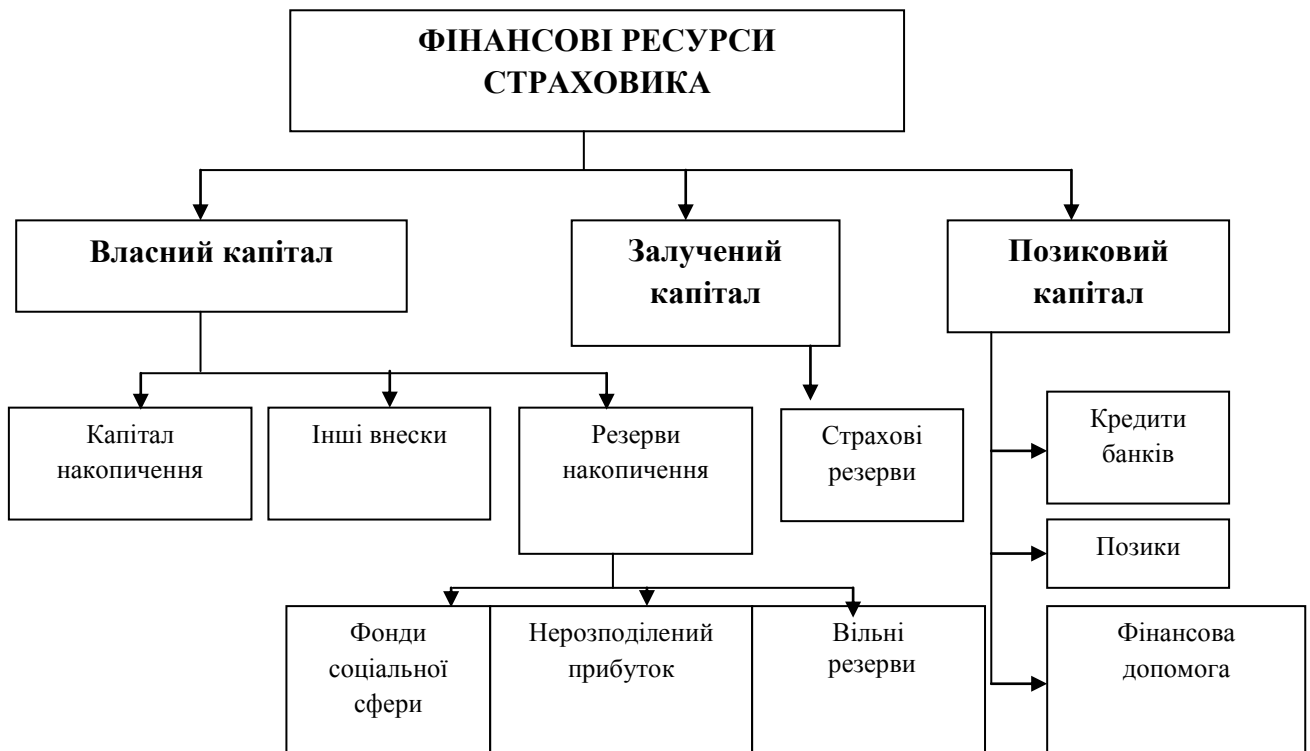 ФІНАНСОВІ РЕСУРСИ
СТРАХОВИКА
Власний капітал
Залучений
капітал
Позиковий
капітал
Капітал
накопичення
Інші внески
Резерви
накопичення
Страхові
резерви
Кредити
банків
Позики
Фонди
соціальної
сфери
Нерозподілений
прибуток
Вільні
резерви
Фінансова
допомога